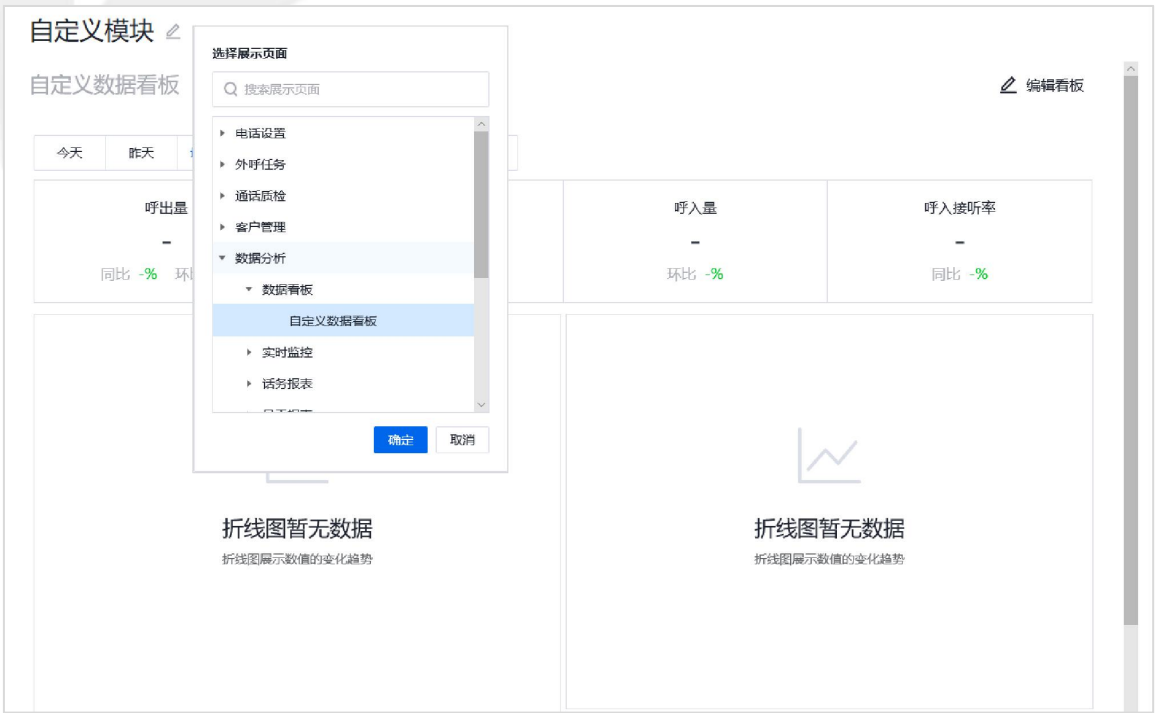 自定义模块
选择展示页面
搜索展示页面
自定义数据看板
编辑看板
电话设置
外呼任务
通话质检
客户管理
数据分析
数据看板
自定义数据看板
实时监控
话务报表
确定 取消
今天 昨天
呼出量
-
同比 -%
呼入量
-
环比 -%
呼入接听率
-
同比 -%
折线图暂无数据
折线图展示数值的变化趋势
折线图暂无数据
折线图展示数值的变化趋势